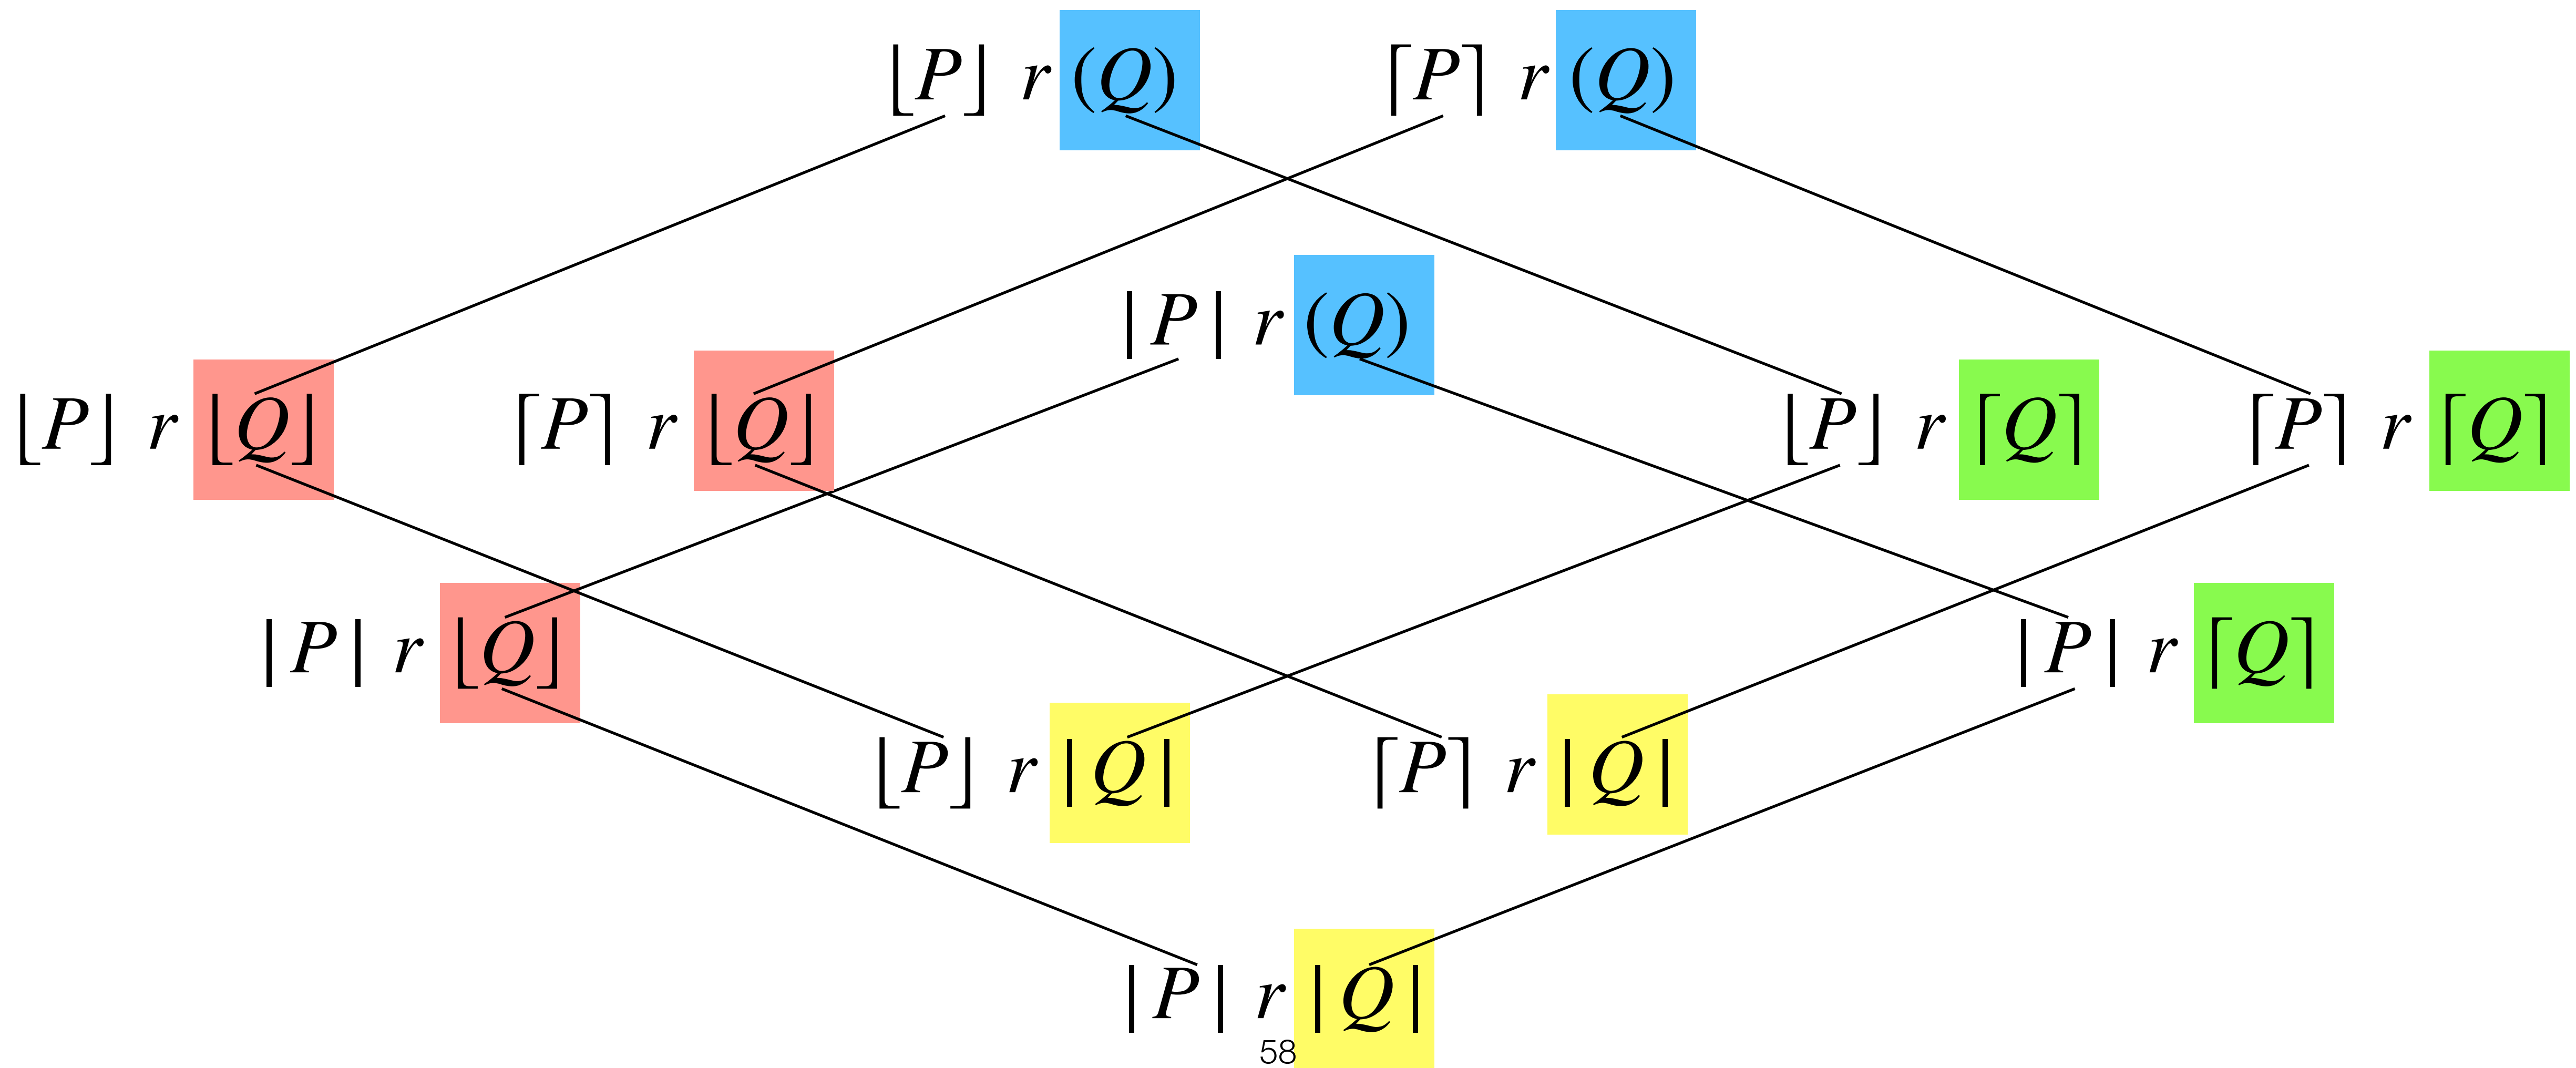 ⌊P⌋ r (Q)
⌈P⌉ r (Q)
|P| r (Q)
⌊P⌋ r ⌊Q⌋
⌈P⌉ r ⌊Q⌋
⌊P⌋ r ⌈Q⌉
⌈P⌉ r ⌈Q⌉
|P| r ⌊Q⌋
|P| r ⌈Q⌉
⌊P⌋ r |Q|
⌈P⌉ r |Q|
|P| r |Q|
58